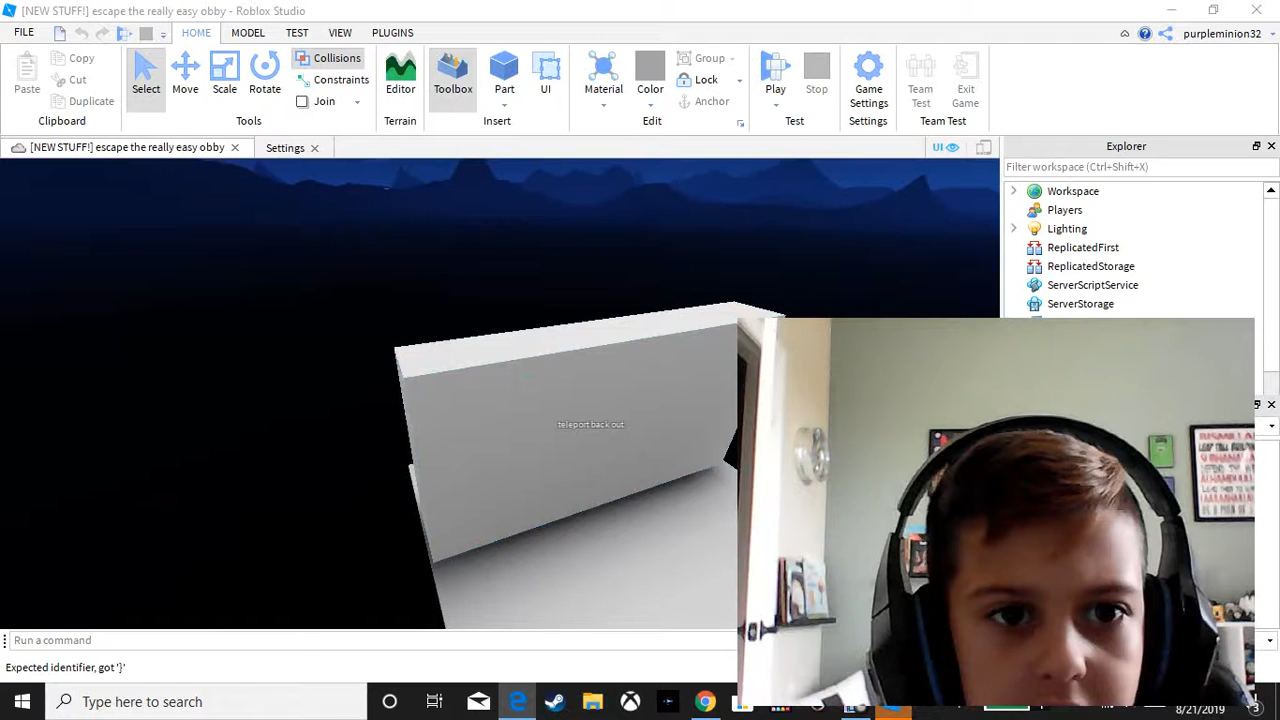 [NEW STUFF!] escape the really easy obby - Roblox Studio
FILE HOME MODEL TEST VIEW PLUGINS purpleminion32
Paste Copy Cut Duplicate Clipboard
Select Move Scale Rotate Collisions Constraints Join Tools
Editor Terrain
Toolbox Part UI Insert
Material Color Group Lock Anchor Edit
Play Stop Test
Game Settings Settings
Team Test Exit Game Team Test
[NEW STUFF!] escape the really easy obby Settings UI
Explorer
Filter workspace (Ctrl+Shift+X)
Workspace
Players
Lighting
ReplicatedFirst
ReplicatedStorage
ServerScriptService
ServerStorage
teleport back out
Run a command
Expected identifier, got '}'
Type here to search
8/21/2019